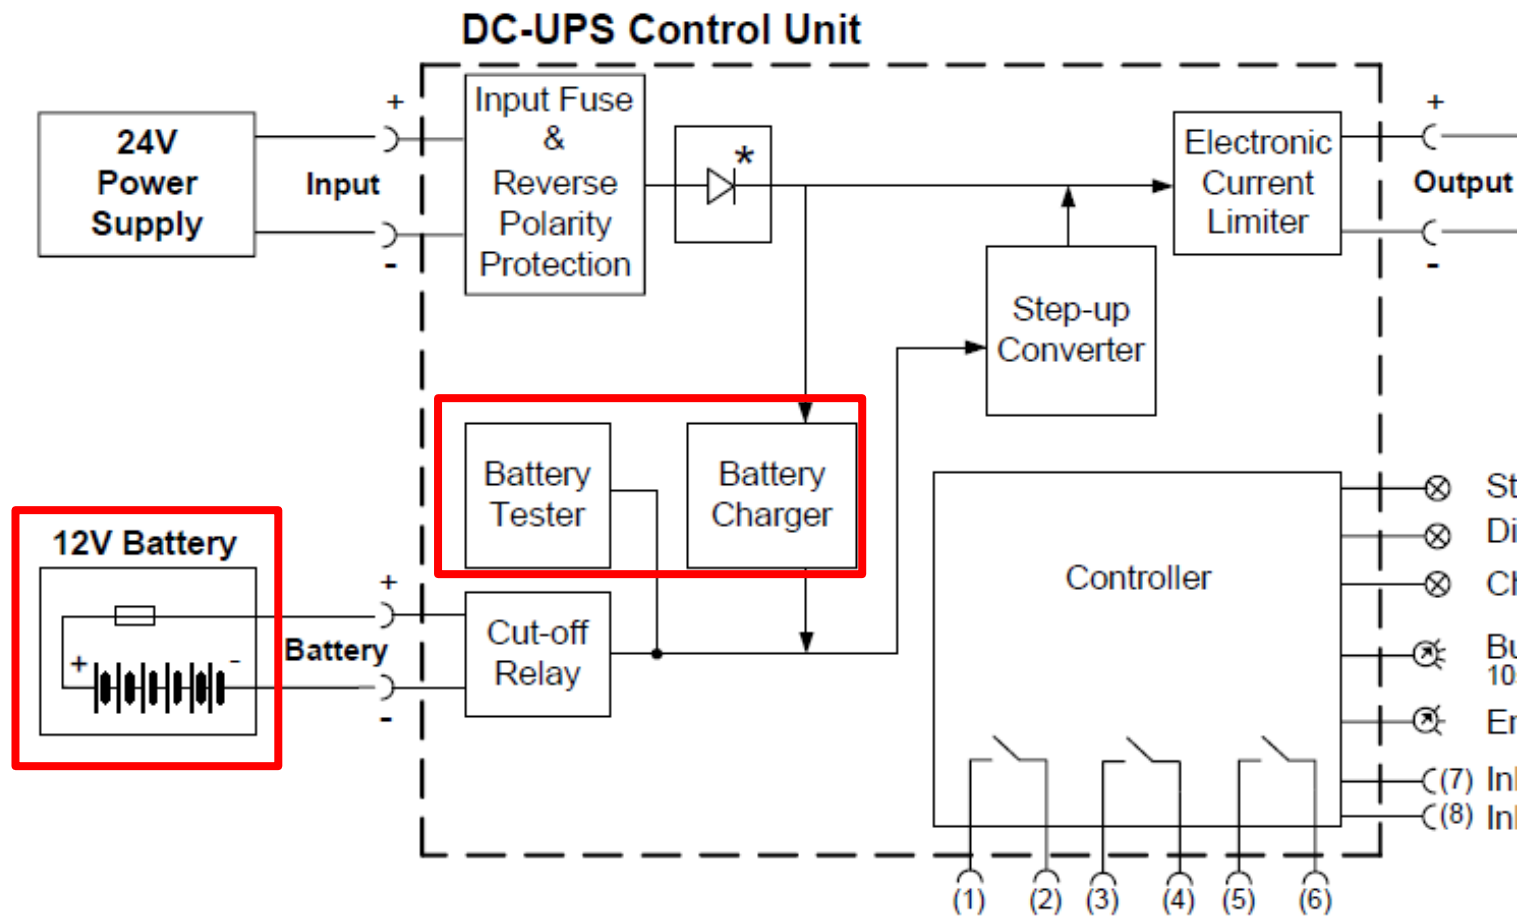 DC-UPS Control Unit
24V
Power
Supply
+
Input
-
Input Fuse
&
Reverse
Polarity
Protection
*
Electronic
Current
Limiter
+
Output
-
Step-up
Converter
Battery
Tester
Battery
Charger
12V Battery
+
-
+
Battery
-
Cut-off
Relay
Controller
(7)
(8)
(1) (2) (3) (4) (5) (6)